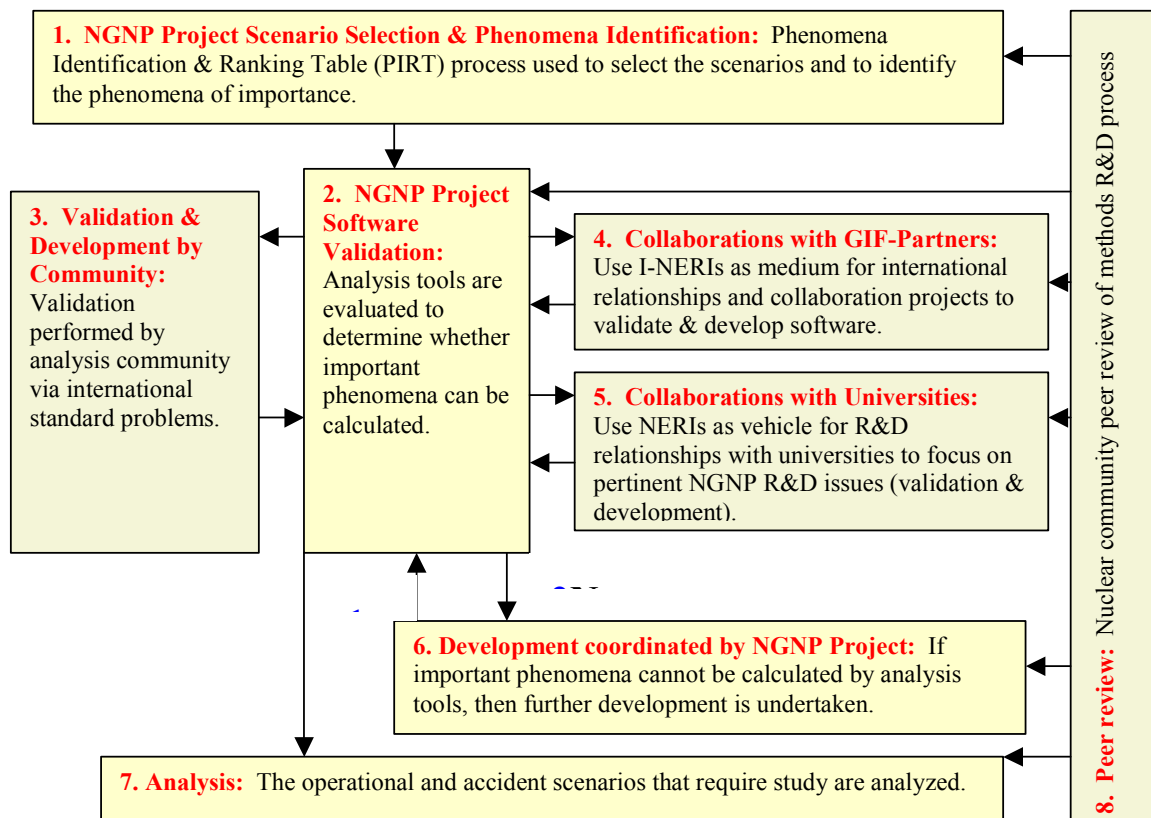 1. NGNP Project Scenario Selection & Phenomena Identification: Phenomena
Identification & Ranking Table (PIRT) process used to select the scenarios and to identify
the phenomena of importance.
2. NGNP Project
Software
Validation:
Analysis tools are
evaluated to
determine whether
important
phenomena can be
calculated.
3. Validation &
Development by
Community:
Validation
performed by
analysis community
via international
standard problems.
4. Collaborations with GIF-Partners:
Use I-NERIs as medium for international
relationships and collaboration projects to
validate & develop software.
5. Collaborations with Universities:
Use NERIs as vehicle for R&D
relationships with universities to focus on
pertinent NGNP R&D issues (validation &
development).
6. Development coordinated by NGNP Project: If
important phenomena cannot be calculated by analysis
tools, then further development is undertaken.
7. Analysis: The operational and accident scenarios that require study are analyzed.
8. Peer review: Nuclear community peer review of methods R&D process